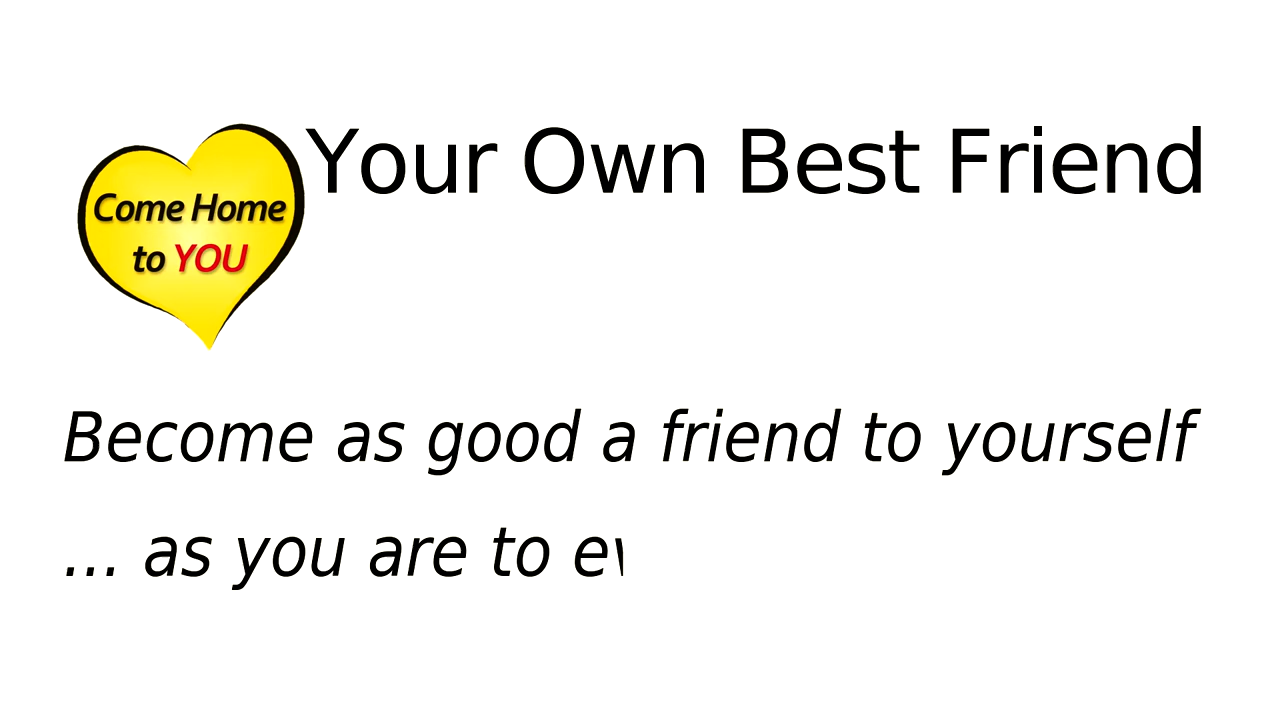 Your Own Best Friend
Come Home
to YOU
Become as good a friend to yourself
... as you are to